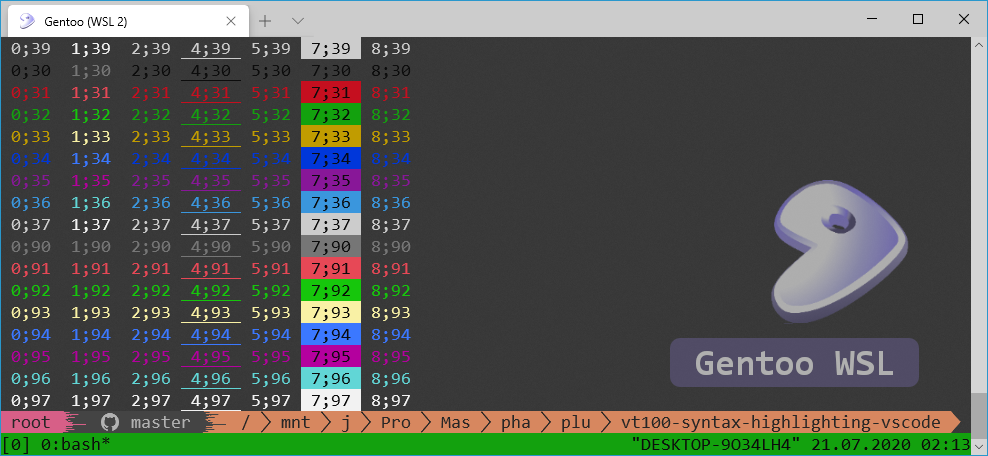 Gentoo (WSL 2)
0;39 1;39 2;39 4;39 5;39 7;39 8;39
0;30 1;30 2;30 4;30 5;30 7;30 8;30
0;31 1;31 2;31 4;31 5;31 7;31 8;31
0;32 1;32 2;32 4;32 5;32 7;32 8;32
0;33 1;33 2;33 4;33 5;33 7;33 8;33
0;34 1;34 2;34 4;34 5;34 7;34 8;34
0;35 1;35 2;35 4;35 5;35 7;35 8;35
0;36 1;36 2;36 4;36 5;36 7;36 8;36
0;37 1;37 2;37 4;37 5;37 7;37 8;37
0;90 1;90 2;90 4;90 5;90 7;90 8;90
0;91 1;91 2;91 4;91 5;91 7;91 8;91
0;92 1;92 2;92 4;92 5;92 7;92 8;92
0;93 1;93 2;93 4;93 5;93 7;93 8;93
0;94 1;94 2;94 4;94 5;94 7;94 8;94
0;95 1;95 2;95 4;95 5;95 7;95 8;95
0;96 1;96 2;96 4;96 5;96 7;96 8;96
0;97 1;97 2;97 4;97 5;97 7;97 8;97
Gentoo WSL
root master / mnt j Pro Mas pha plu vt100-syntax-highlighting-vscode
[0] 0:bash* "DESKTOP-9O34LH4" 21.07.2020 02:13